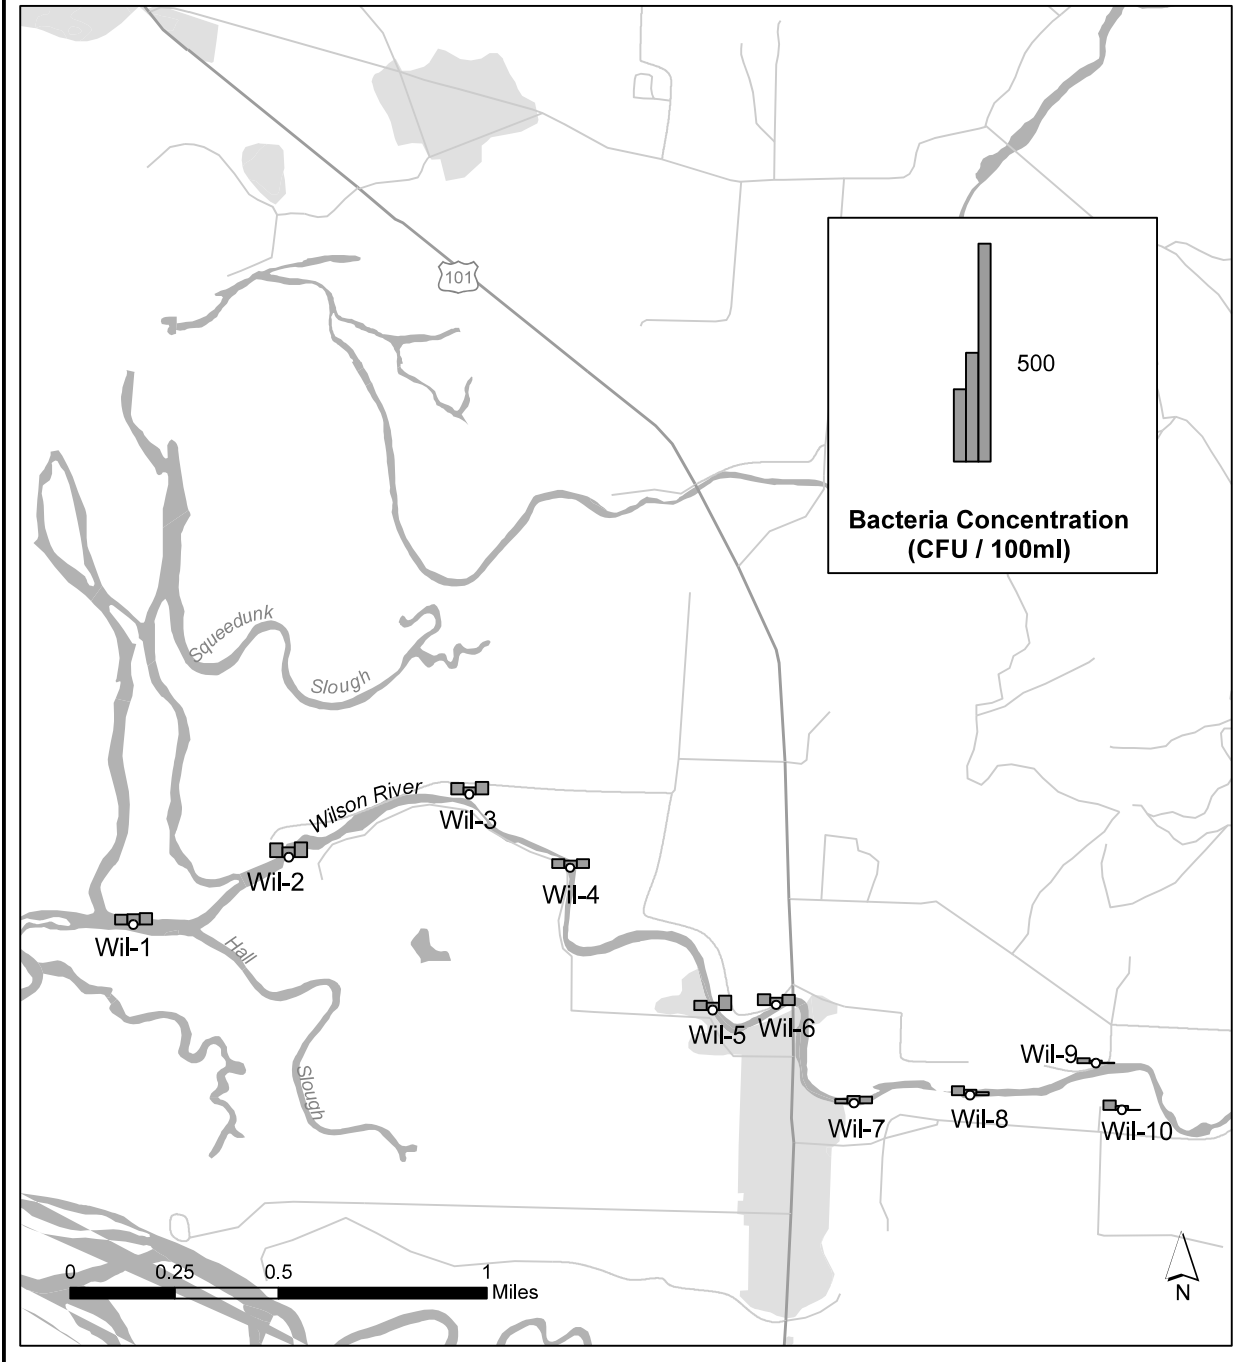 101
500
Bacteria Concentration
(CFU / 100ml)
Squeedunk
Slough
Wilson River
Wil-3
Wil-2
Wil-4
Wil-1
Hall
Slough
Wil-5
Wil-6
Wil-9
Wil-7
Wil-8
Wil-10
0 0.25 0.5 1
Miles
N